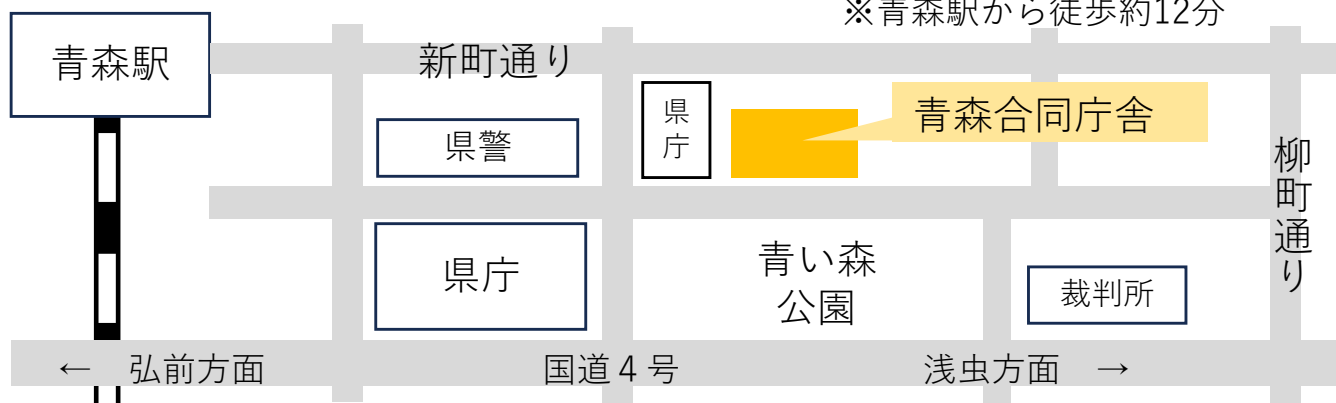 ※青森駅から徒歩約12分
青森駅
新町通り
県庁
青森合同庁舎
県警
柳町通り
県庁
青い森
公園
裁判所
← 弘前方面
国道４号
浅虫方面 →